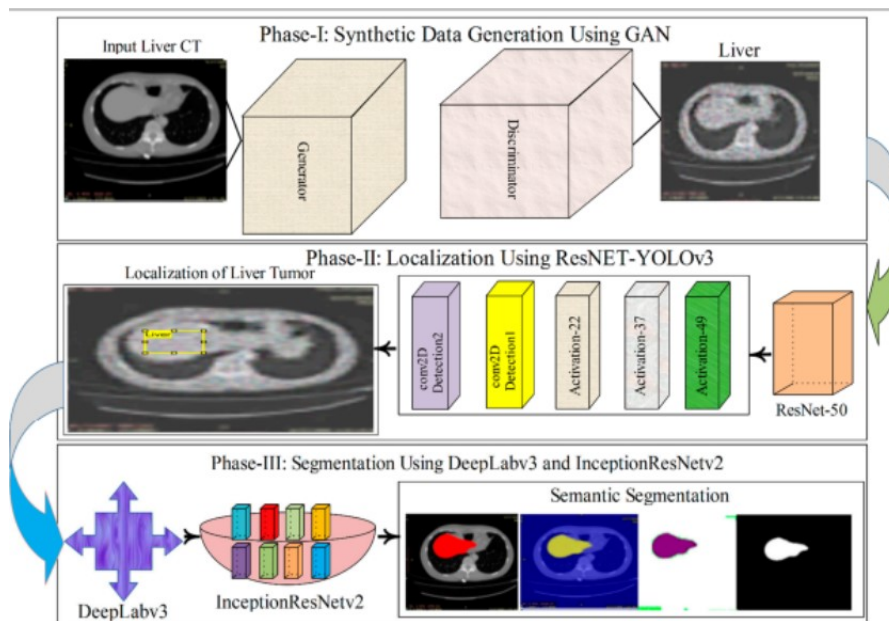 Phase-I: Synthetic Data Generation Using GAN
Input Liver CT
Liver
Generator
Discriminator
Phase-II: Localization Using ResNET-YOLOv3
Localization of Liver Tumor
Liver
conv2D
Detection2
conv2D
Detection1
Activation-22
Activation-37
Activation-49
ResNet-50
Phase-III: Segmentation Using DeepLabv3 and InceptionResNetv2
Semantic Segmentation
DeepLabv3
InceptionResNetv2